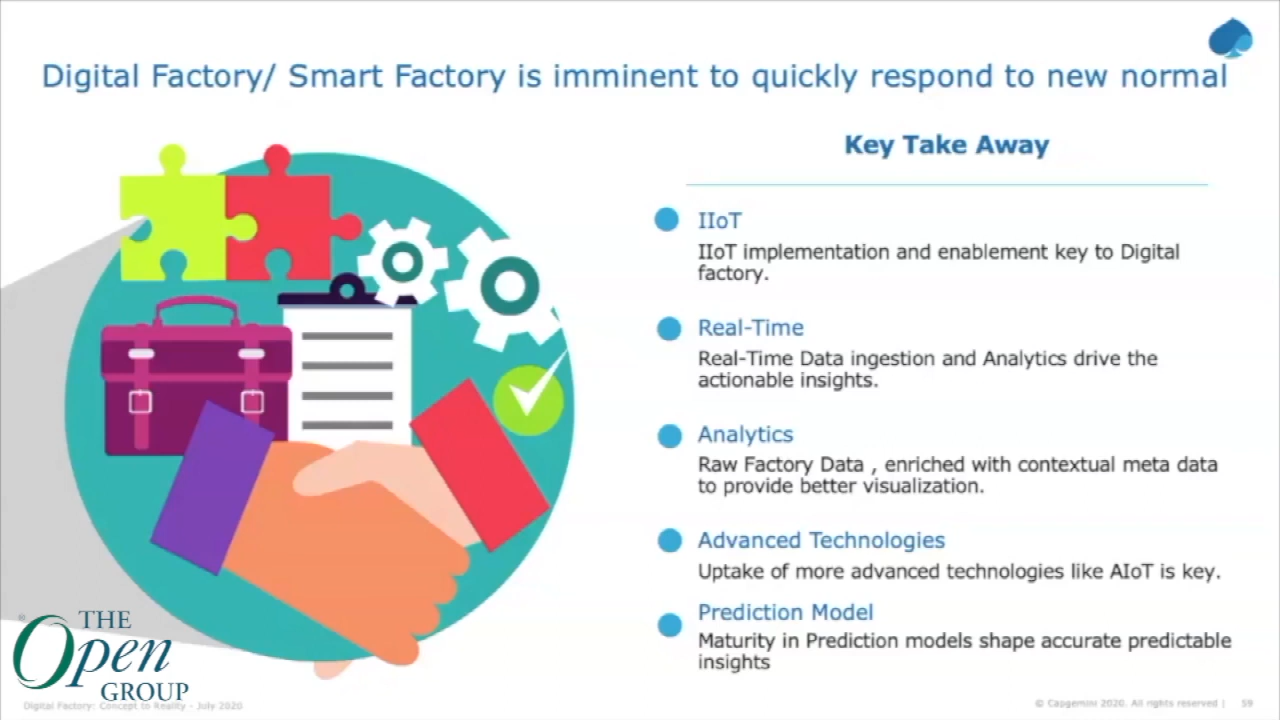 Digital Factory/ Smart Factory is imminent to quickly respond to new normal
Key Take Away
IIoT
IIoT implementation and enablement key to Digital
factory.
Real-Time
Real-Time Data ingestion and Analytics drive the
actionable insights.
Analytics
Raw Factory Data , enriched with contextual meta data
to provide better visualization.
Advanced Technologies
Uptake of more advanced technologies like AIoT is key.
Prediction Model
Maturity in Prediction models shape accurate predictable
insights
THE
Open
GROUP
®
Digital Factory: Concept to Reality - July 2020
© Capgemini 2020. All rights reserved | 59